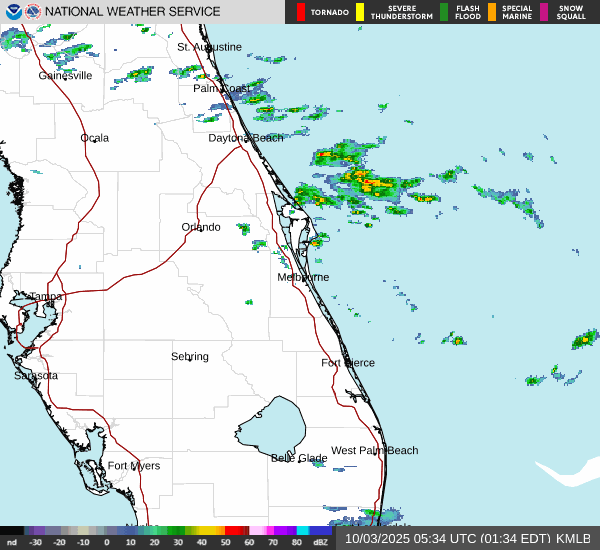 NATIONAL WEATHER SERVICE
TORNADO
SEVERE THUNDERSTORM
FLASH FLOOD
SPECIAL MARINE
SNOW SQUALL
St. Augustine
Gainesville
Palm Coast
Ocala
Daytona Beach
Orlando
Melbourne
Tampa
Sebring
Fort Pierce
Sarasota
West Palm Beach
Belle Glade
Fort Myers
nd -30 -20 -10 0 10 20 30 40 50 60 70 80 dBZ
10/03/2025 05:34 UTC (01:34 EDT) KMLB